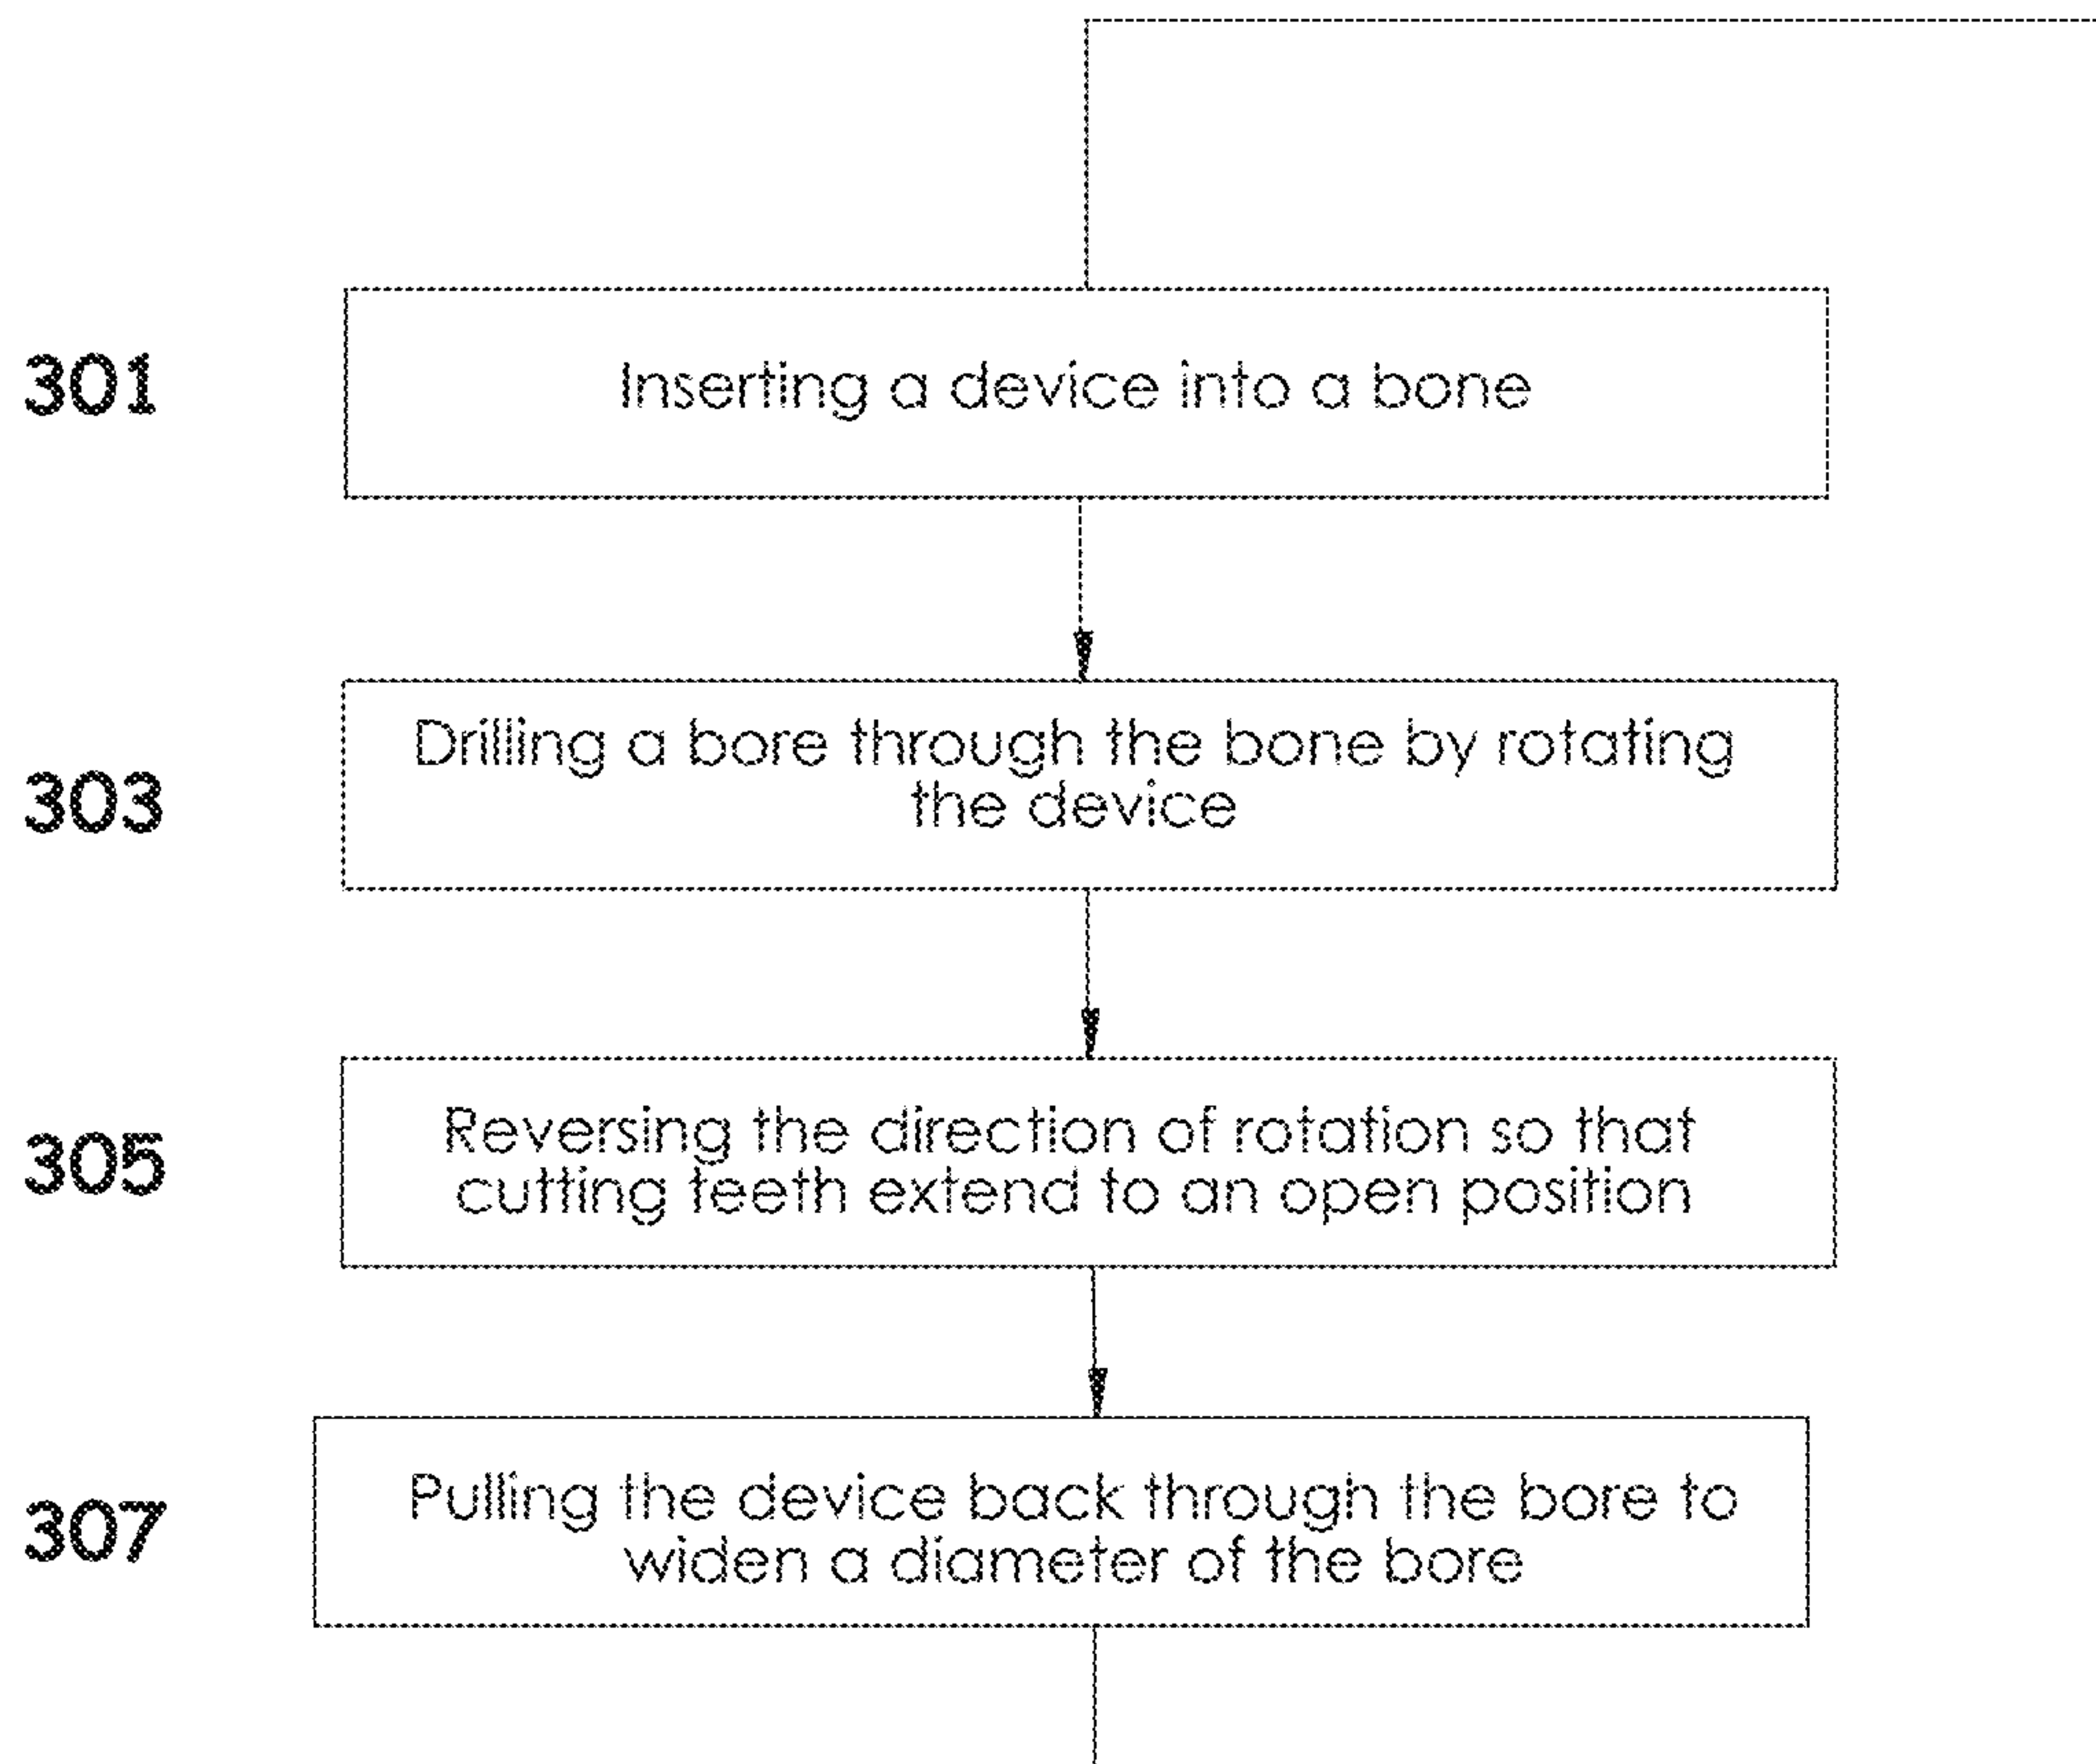 301
Inserting a device into a bone
303
Drilling a bore through the bone by rotating
the device
305
Reversing the direction of rotation so that
cutting teeth extend to an open position
307
Pulling the device back through the bore to
widen a diameter of the bore